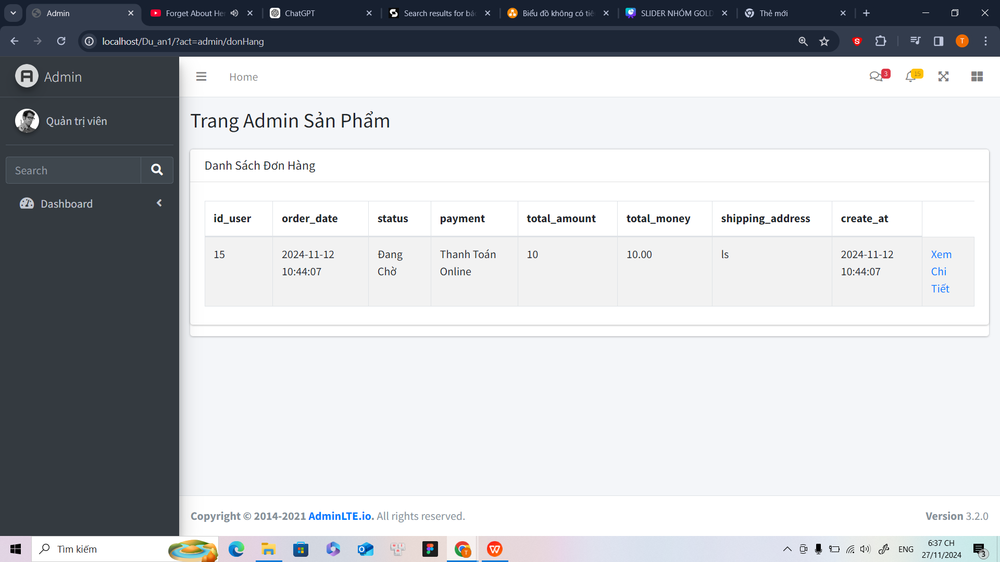 Admin
Forget About Her
ChatGPT
Search results for bác
Biểu đồ không có tiê
SLIDER NHÓM GOLD
Thẻ mới
localhost/Du_an1/?act=admin/donHang
S
T
Admin
Home
3
15
Quản trị viên
Search
Dashboard
Trang Admin Sản Phẩm
Danh Sách Đơn Hàng
id_user order_date status payment total_amount total_money shipping_address create_at
15 2024-11-12 Đang Thanh Toán 10 10.00 ls 2024-11-12 Xem
10:44:07 Chờ Online 10:44:07 Chi
Tiết
Copyright © 2014-2021 AdminLTE.io. All rights reserved.
Version 3.2.0
Tìm kiếm
ENG
6:37 CH
27/11/2024
3